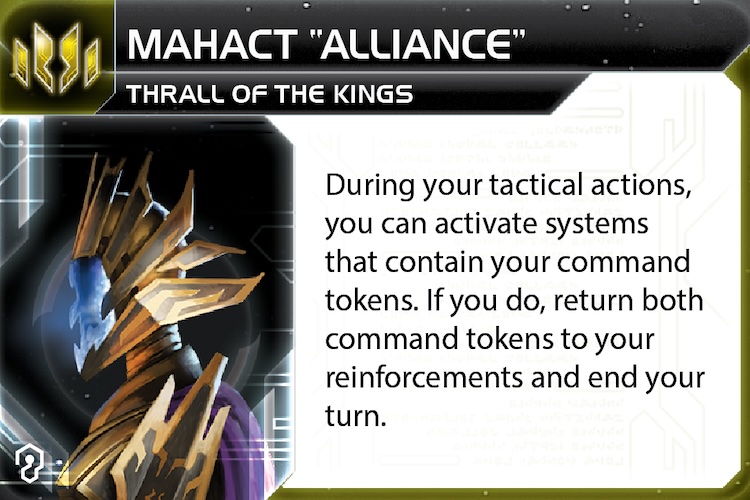 MAHACT "ALLIANCE"
THRALL OF THE KINGS
During your tactical actions,
you can activate systems
that contain your command
tokens. If you do, return both
command tokens to your
reinforcements and end your
turn.